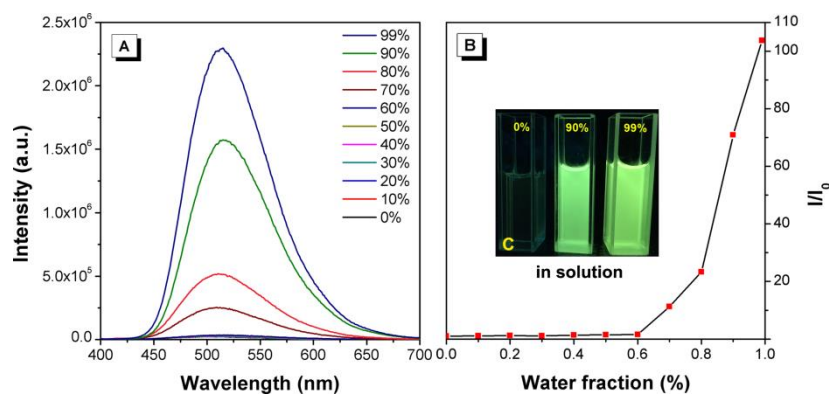 A
2.5x10⁶
2.0x10⁶
1.5x10⁶
1.0x10⁶
5.0x10⁵
0.0
Intensity (a.u.)
400 450 500 550 600 650 700
Wavelength (nm)
99%
90%
80%
70%
60%
50%
40%
30%
20%
10%
0%
B
0% 90% 99%
C
in solution
120
100
80
60
40
20
I/I₀
0.0 0.2 0.4 0.6 0.8 1.0
Water fraction (%)